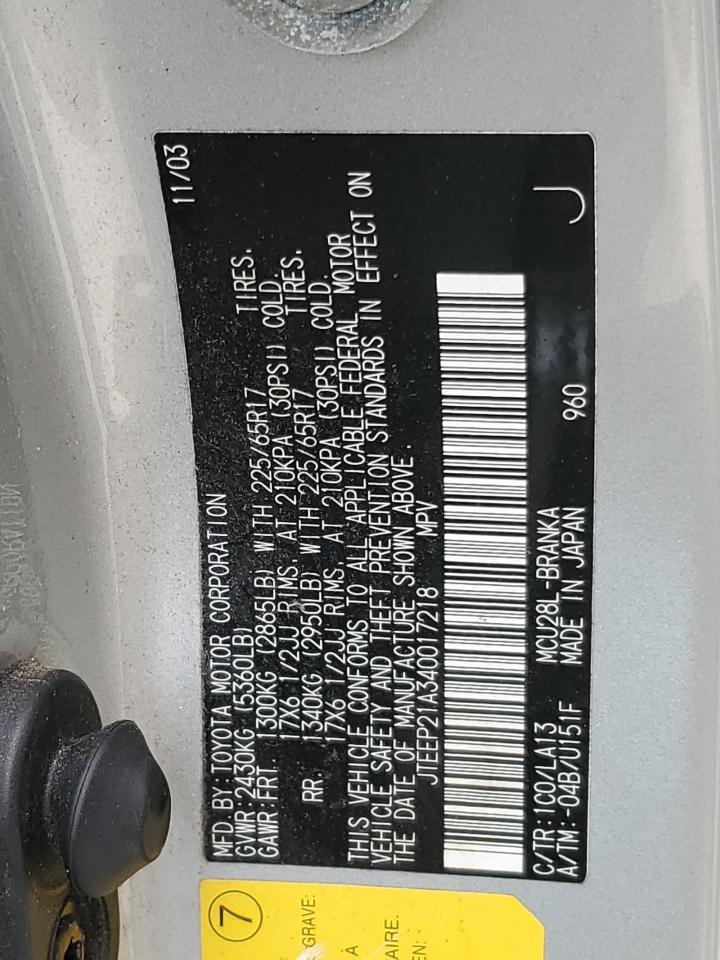 MFD.BY:TOYOTA MOTOR CORPORATION 11/03
GVWR:2430KG (5360LB)
GAWR:FRT. 1300KG (2865LB) WITH 225/65R17 TIRES.
17X6 1/2JJ RIMS. AT 210KPA (30PSI) COLD.
RR. 1340KG (2950LB) WITH 225/65R17 TIRES.
17X6 1/2JJ RIMS. AT 210KPA (30PSI) COLD.
THIS VEHICLE CONFORMS TO ALL APPLICABLE FEDERAL MOTOR
VEHICLE SAFETY AND THEFT PREVENTION STANDARDS IN EFFECT ON
THE DATE OF MANUFACTURE SHOWN ABOVE.
JTEEP21A340017218 MPV
C/TR:1C0/LA13 MCU28L-BRANKA 960 J
A/TM:-04B/U151F MADE IN JAPAN
7
GRAVE:
À
AIRE.
EN: